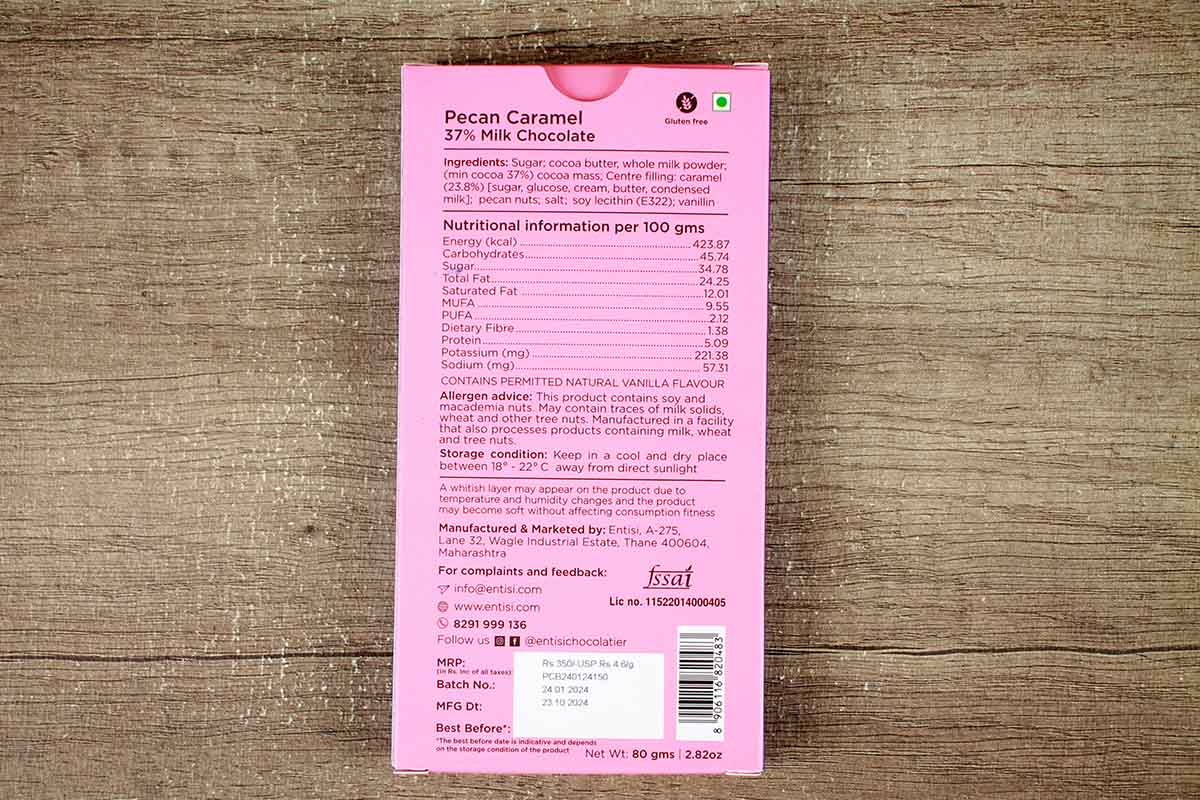 Pecan Caramel
37% Milk Chocolate
Gluten free
Ingredients: Sugar; cocoa butter, whole milk powder;
(min cocoa 37%) cocoa mass; Centre filling: caramel
(23.8%) [sugar, glucose, cream, butter, condensed
milk]; pecan nuts; salt; soy lecithin (E322); vanillin
Nutritional information per 100 gms
Energy (kcal) 423.87
Carbohydrates 45.74
Sugar 34.78
Total Fat 24.25
Saturated Fat 12.01
MUFA 9.55
PUFA 2.12
Dietary Fibre 1.38
Protein 5.09
Potassium (mg) 221.38
Sodium (mg) 57.31
CONTAINS PERMITTED NATURAL VANILLA FLAVOUR
Allergen advice: This product contains soy and
macademia nuts. May contain traces of milk solids,
wheat and other tree nuts. Manufactured in a facility
that also processes products containing milk, wheat
and tree nuts.
Storage condition: Keep in a cool and dry place
between 18° - 22° C away from direct sunlight
A whitish layer may appear on the product due to
temperature and humidity changes and the product
may become soft without affecting consumption fitness
Manufactured & Marketed by: Entisi, A-275,
Lane 32, Wagle Industrial Estate, Thane 400604,
Maharashtra
For complaints and feedback:
info@entisi.com
www.entisi.com
8291 999 136
Follow us @entisichocolatier
fssai
Lic no. 11522014000405
MRP:
(in Rs. Inc of all taxes)
Batch No.:
MFG Dt:
Best Before*:
Rs 350/-USP Rs 4.6/g
PCB240124150
24 01 2024
23.10 2024
*The best before date is indicative and depends
on the storage condition of the product
Net Wt: 80 gms | 2.82oz
8 906116 820483